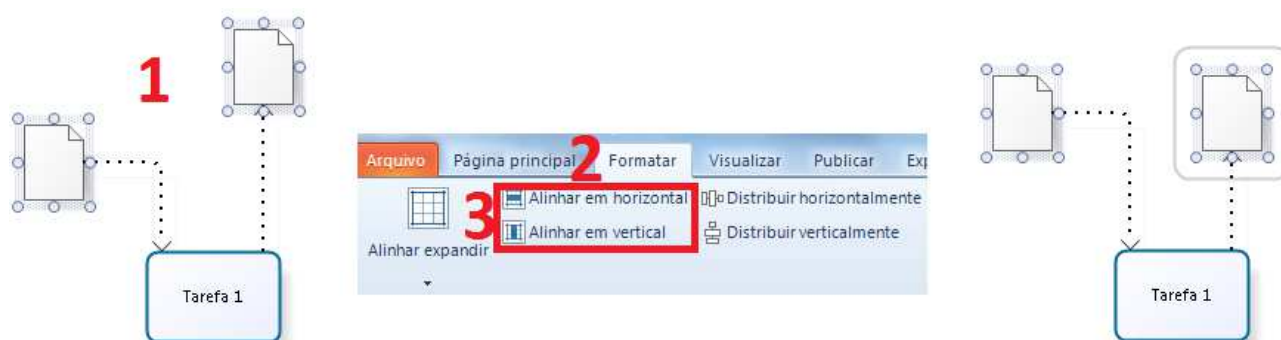 1
Tarefa 1
2
3
Arquivo Página principal Formatar Visualizar Publicar Exp
Alinhar em horizontal Distribuir horizontalmente
Alinhar em vertical Distribuir verticalmente
Alinhar expandir
Tarefa 1